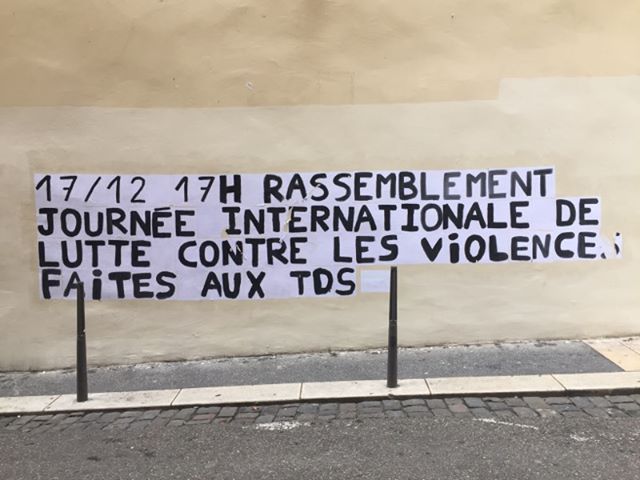 17/12 17H RASSEMBLEMENT
JOURNÉE INTERNATIONALE DE
LUTTE CONTRE LES ViOLENCE
FAiTES AUX TDS